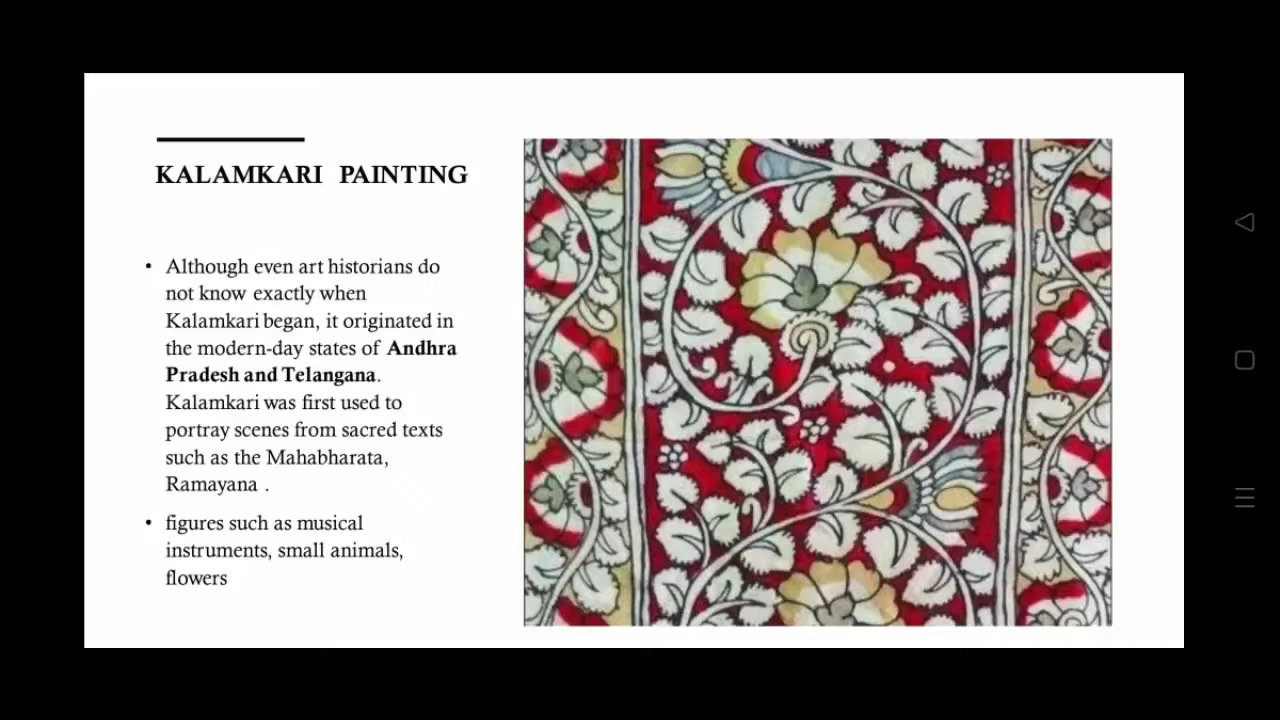 KALAMKARI PAINTING
• Although even art historians do
not know exactly when
Kalamkari began, it originated in
the modern-day states of Andhra
Pradesh and Telangana.
Kalamkari was first used to
portray scenes from sacred texts
such as the Mahabharata,
Ramayana .
• figures such as musical
instruments, small animals,
flowers